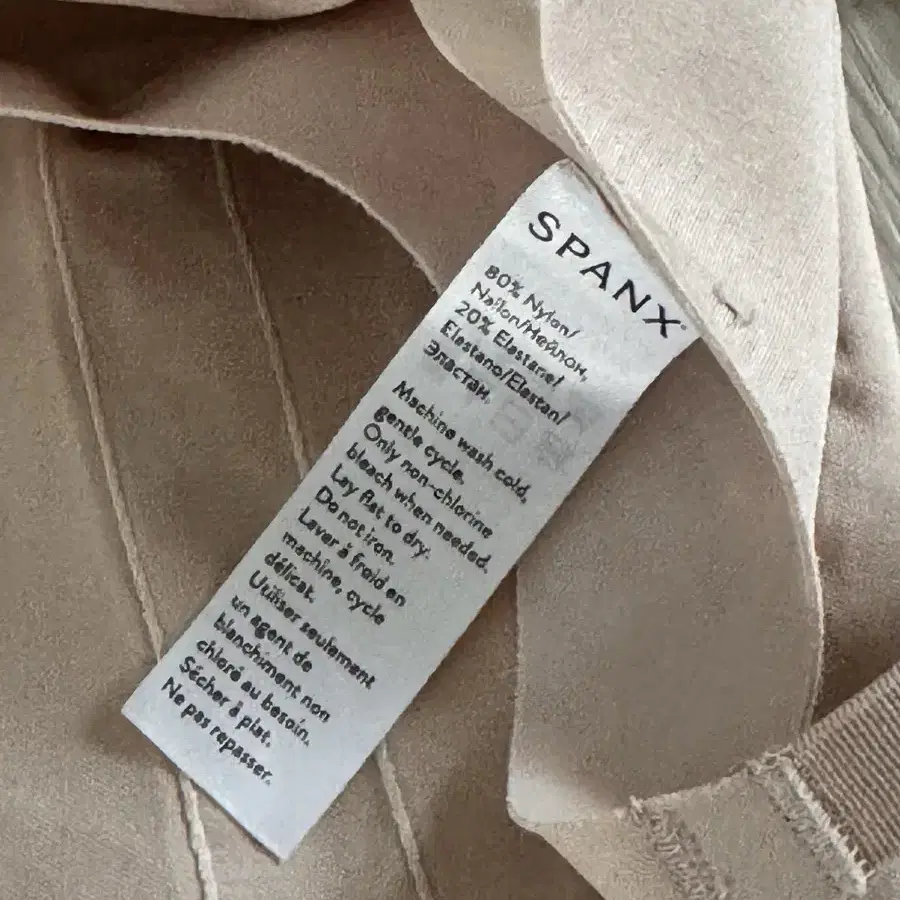 SPANX
80% Nylon/
Nailon/Нейлон,
20% Elastane/
Elastano/Elastan/
Эластан.
Machine wash cold,
gentle cycle.
Only non-chlorine
bleach when needed.
Lay flat to dry.
Do not iron.
Laver à froid en
machine, cycle
délicat.
Utiliser seulement
un agent de
blanchiment non
chloré au besoin.
Sécher à plat.
Ne pas repasser.